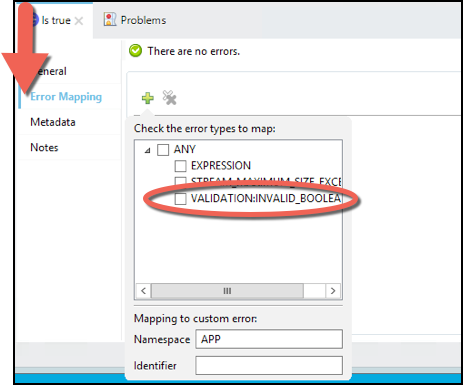 Is true
Problems
There are no errors.
General
Error Mapping
Metadata
Notes
Check the error types to map:
ANY
EXPRESSION
STREAM_MAXIMUM_SIZE_EXCE
VALIDATION:INVALID_BOOLEA
Mapping to custom error:
Namespace APP
Identifier